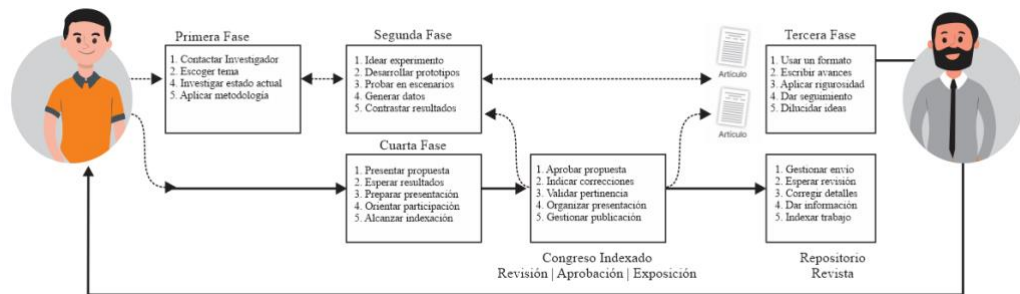 Primera Fase
1. Contactar Investigador
2. Escoger tema
4. Investigar estado actual
5. Aplicar metodología
Segunda Fase
1. Idear experimento
2. Desarrollar prototipos
3. Probar en escenarios
4. Generar datos
5. Contrastar resultados
Artículo
Artículo
Tercera Fase
1. Usar un formato
2. Escribir avances
3. Aplicar rigurosidad
4. Dar seguimiento
5. Dilucidar ideas
Cuarta Fase
1. Presentar propuesta
2. Esperar resultados
3. Preparar presentación
4. Orientar participación
5. Alcanzar indexación
1. Aprobar propuesta
2. Indicar correcciones
3. Validar pertinencia
4. Organizar presentación
5. Gestionar publicación
Congreso Indexado
Revisión | Aprobación | Exposición
1. Gestionar envío
2. Esperar revisión
3. Corregir detalles
4. Dar información
5. Indexar trabajo
Repositorio
Revista